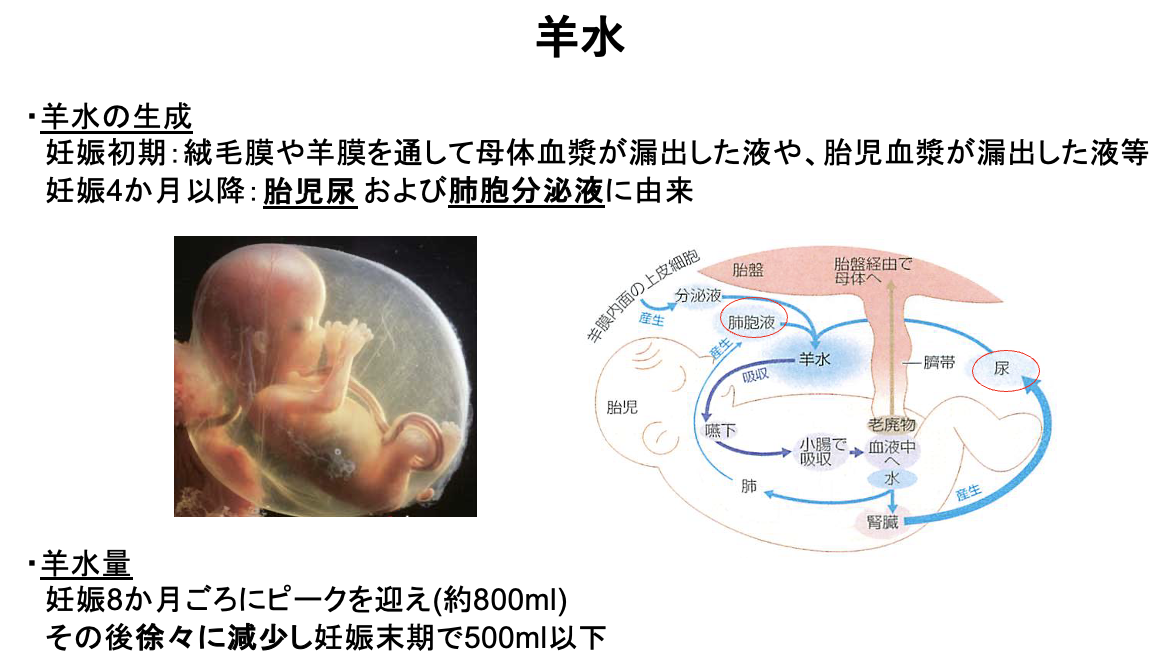 羊水
・羊水の生成
妊娠初期：絨毛膜や羊膜を通して母体血漿が漏出した液や、胎児血漿が漏出した液等
妊娠4か月以降：胎児尿 および肺胞分泌液に由来
羊膜内面の上皮細胞
産生
分泌液
肺胞液
産生
胎盤
胎盤経由で
母体へ
羊水
吸収
臍帯
尿
胎児
嚥下
小腸で
吸収
老廃物
血液中
へ
水
肺
腎臓
産生
・羊水量
妊娠8か月ごろにピークを迎え(約800ml)
その後徐々に減少し妊娠末期で500ml以下